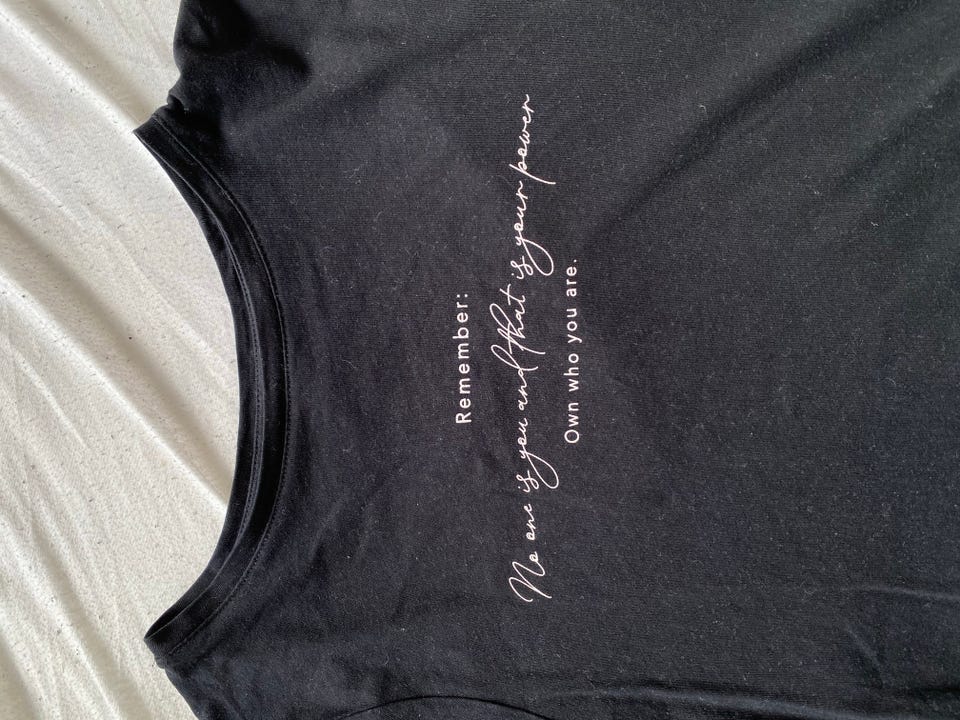 Remember:
No one is you and that is your power
Own who you are.